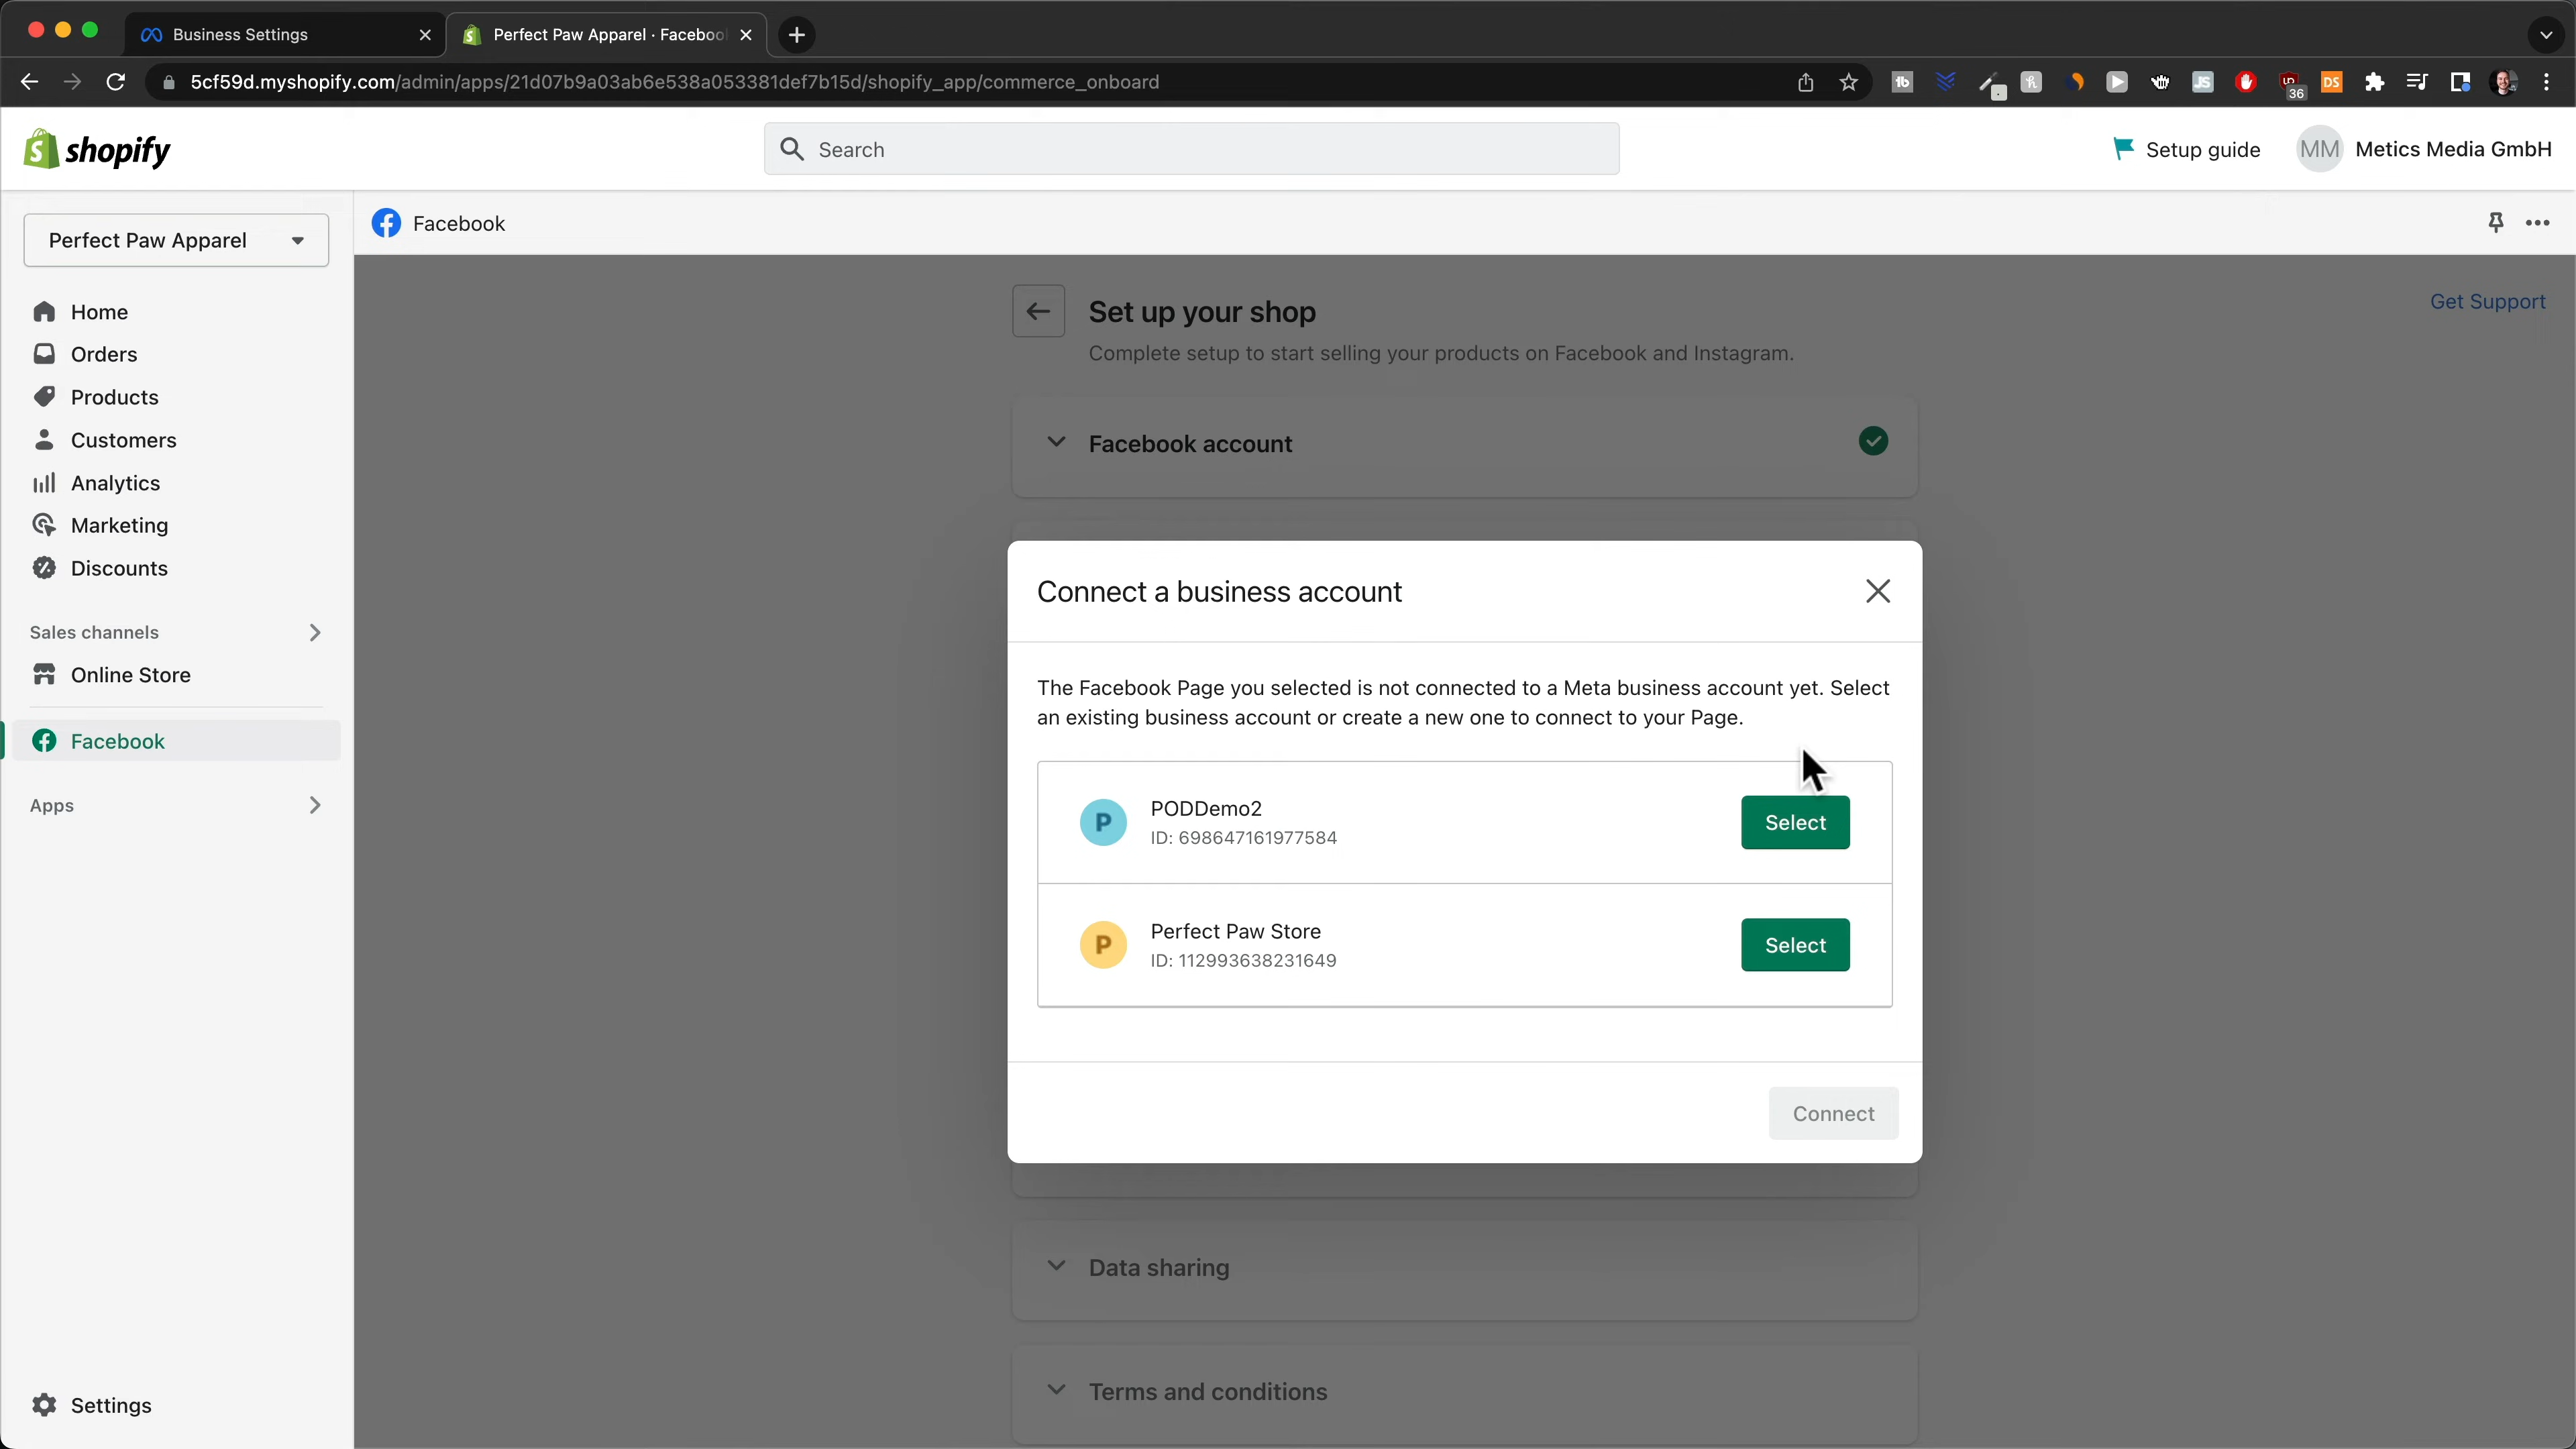 Business Settings
Perfect Paw Apparel · Faceboo
5cf59d.myshopify.com/admin/apps/21d07b9a03ab6e538a053381def7b15d/shopify_app/commerce_onboard
36
shopify
Search
Setup guide
MM
Metics Media GmbH
Perfect Paw Apparel
Facebook
Home
Orders
Products
Customers
Analytics
Marketing
Discounts
Sales channels
Online Store
Facebook
Apps
Settings
Set up your shop
Get Support
Complete setup to start selling your products on Facebook and Instagram.
Facebook account
Connect a business account
The Facebook Page you selected is not connected to a Meta business account yet. Select
an existing business account or create a new one to connect to your Page.
P
PODDemo2
ID: 698647161977584
Select
P
Perfect Paw Store
ID: 112993638231649
Select
Connect
Data sharing
Terms and conditions